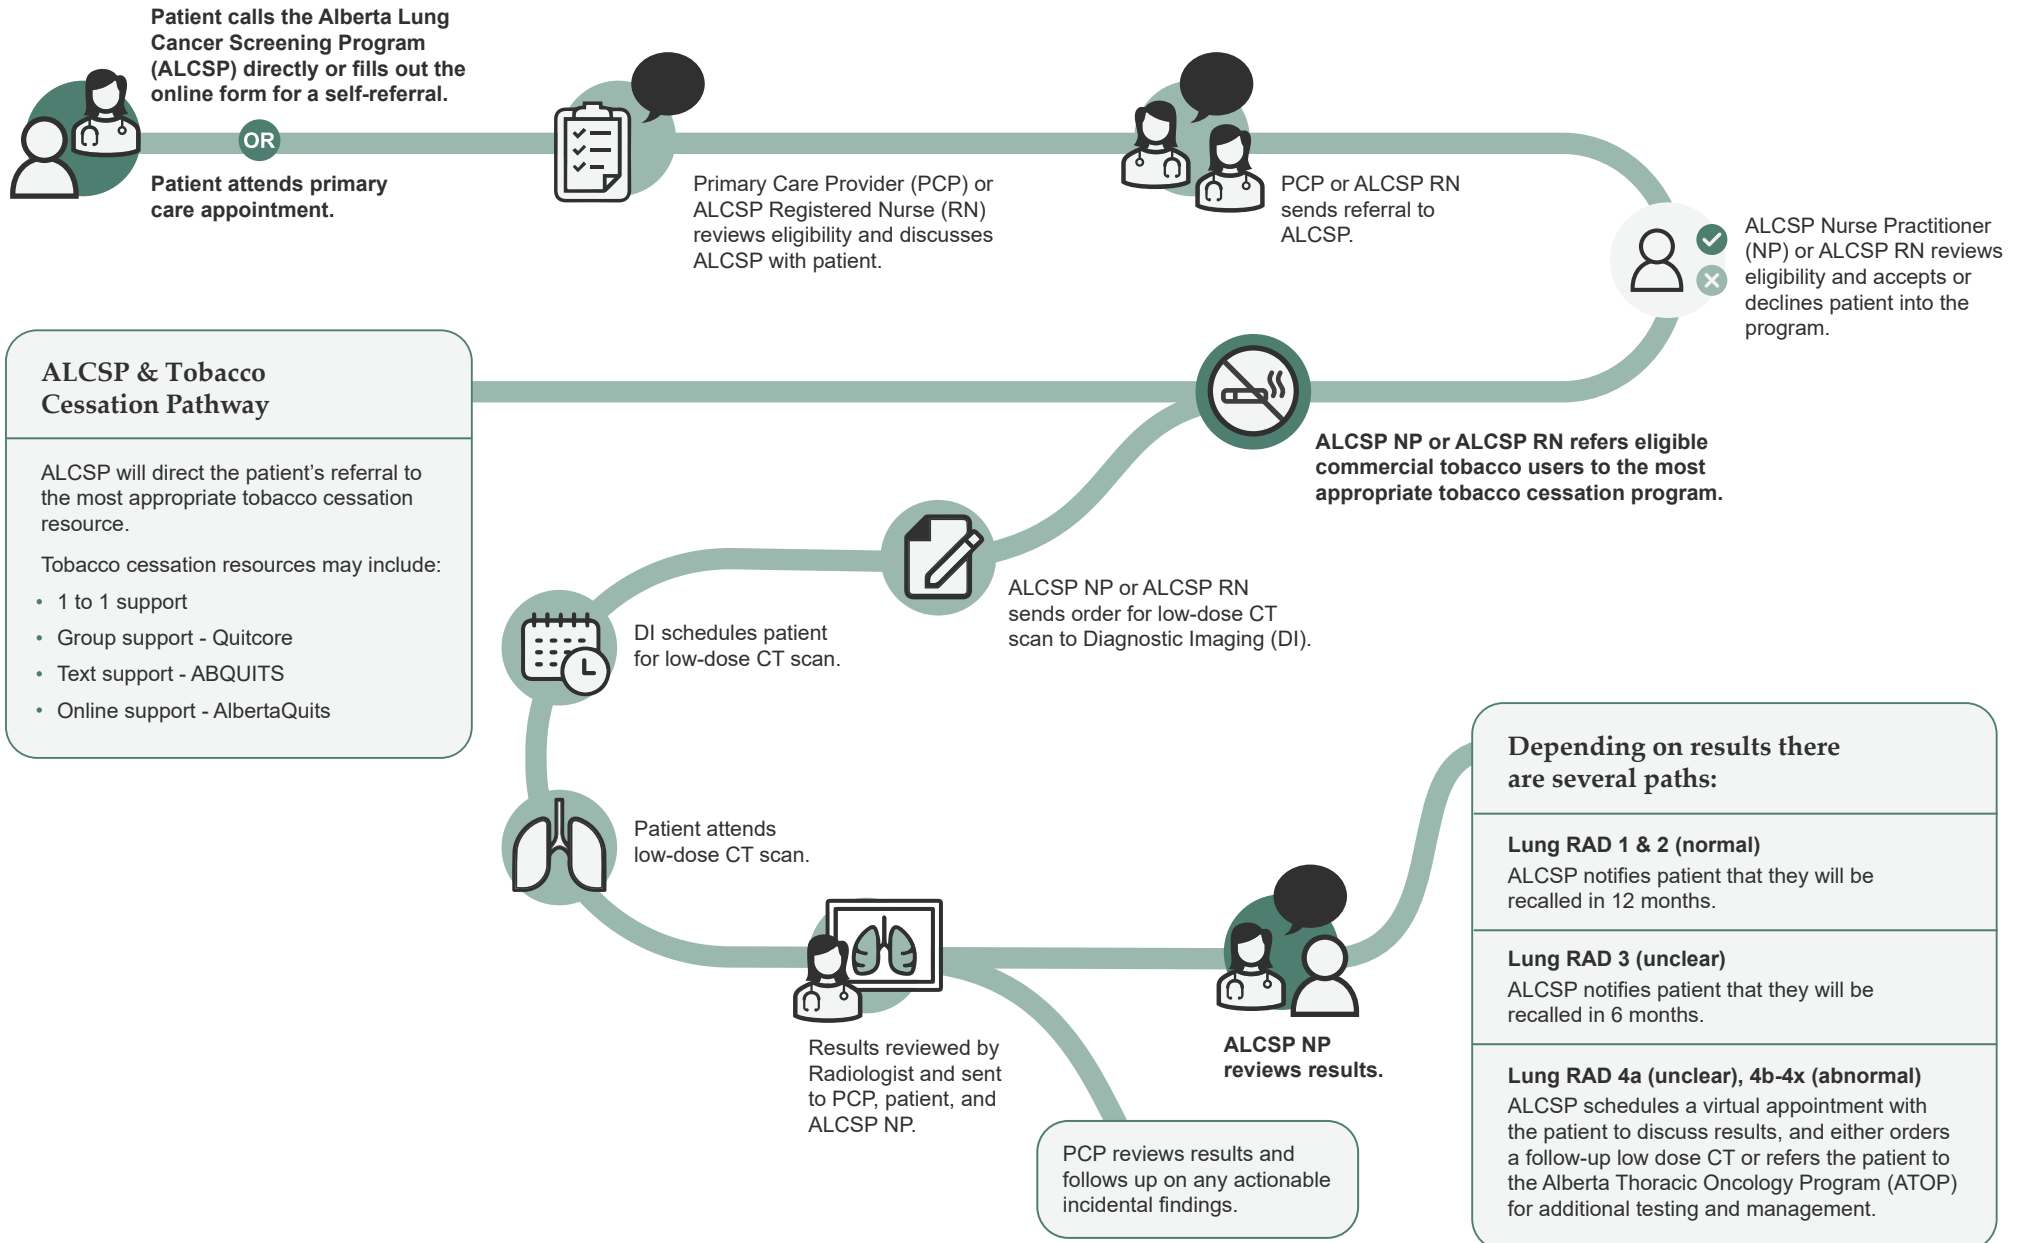 Patient calls the Alberta Lung
Cancer Screening Program
(ALCSP) directly or fills out the
online form for a self-referral.
OR
Patient attends primary
care appointment.
Primary Care Provider (PCP) or
ALCSP Registered Nurse (RN)
reviews eligibility and discusses
ALCSP with patient.
PCP or ALCSP RN
sends referral to
ALCSP.
ALCSP Nurse Practitioner
(NP) or ALCSP RN reviews
eligibility and accepts or
declines patient into the
program.
ALCSP NP or ALCSP RN refers eligible
commercial tobacco users to the most
appropriate tobacco cessation program.
ALCSP & Tobacco
Cessation Pathway
ALCSP will direct the patient’s referral to
the most appropriate tobacco cessation
resource.
Tobacco cessation resources may include:
• 1 to 1 support
• Group support - Quitcore
• Text support - ABQUITS
• Online support - AlbertaQuits
ALCSP NP or ALCSP RN
sends order for low-dose CT
scan to Diagnostic Imaging (DI).
DI schedules patient
for low-dose CT scan.
Patient attends
low-dose CT scan.
Results reviewed by
Radiologist and sent
to PCP, patient, and
ALCSP NP.
PCP reviews results and
follows up on any actionable
incidental findings.
ALCSP NP
reviews results.
Depending on results there
are several paths:
Lung RAD 1 & 2 (normal)
ALCSP notifies patient that they will be
recalled in 12 months.
Lung RAD 3 (unclear)
ALCSP notifies patient that they will be
recalled in 6 months.
Lung RAD 4a (unclear), 4b-4x (abnormal)
ALCSP schedules a virtual appointment with
the patient to discuss results, and either orders
a follow-up low dose CT or refers the patient to
the Alberta Thoracic Oncology Program (ATOP)
for additional testing and management.